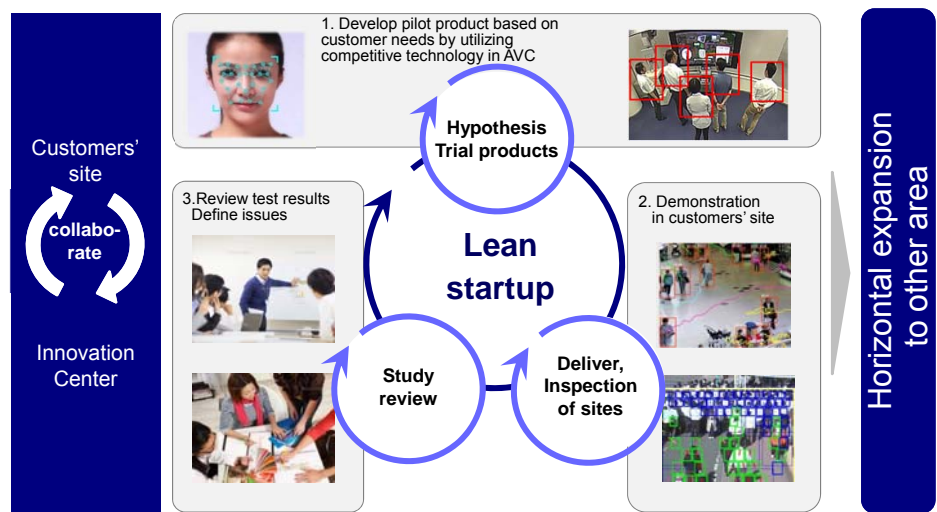 1. Develop pilot product based on
customer needs by utilizing
competitive technology in AVC
Hypothesis
Trial products
Customers'
site
collabo-
rate
Innovation
Center
3.Review test results
Define issues
Lean
startup
2. Demonstration
in customers' site
Study
review
Deliver,
Inspection
of sites
Horizontal expansion
to other area